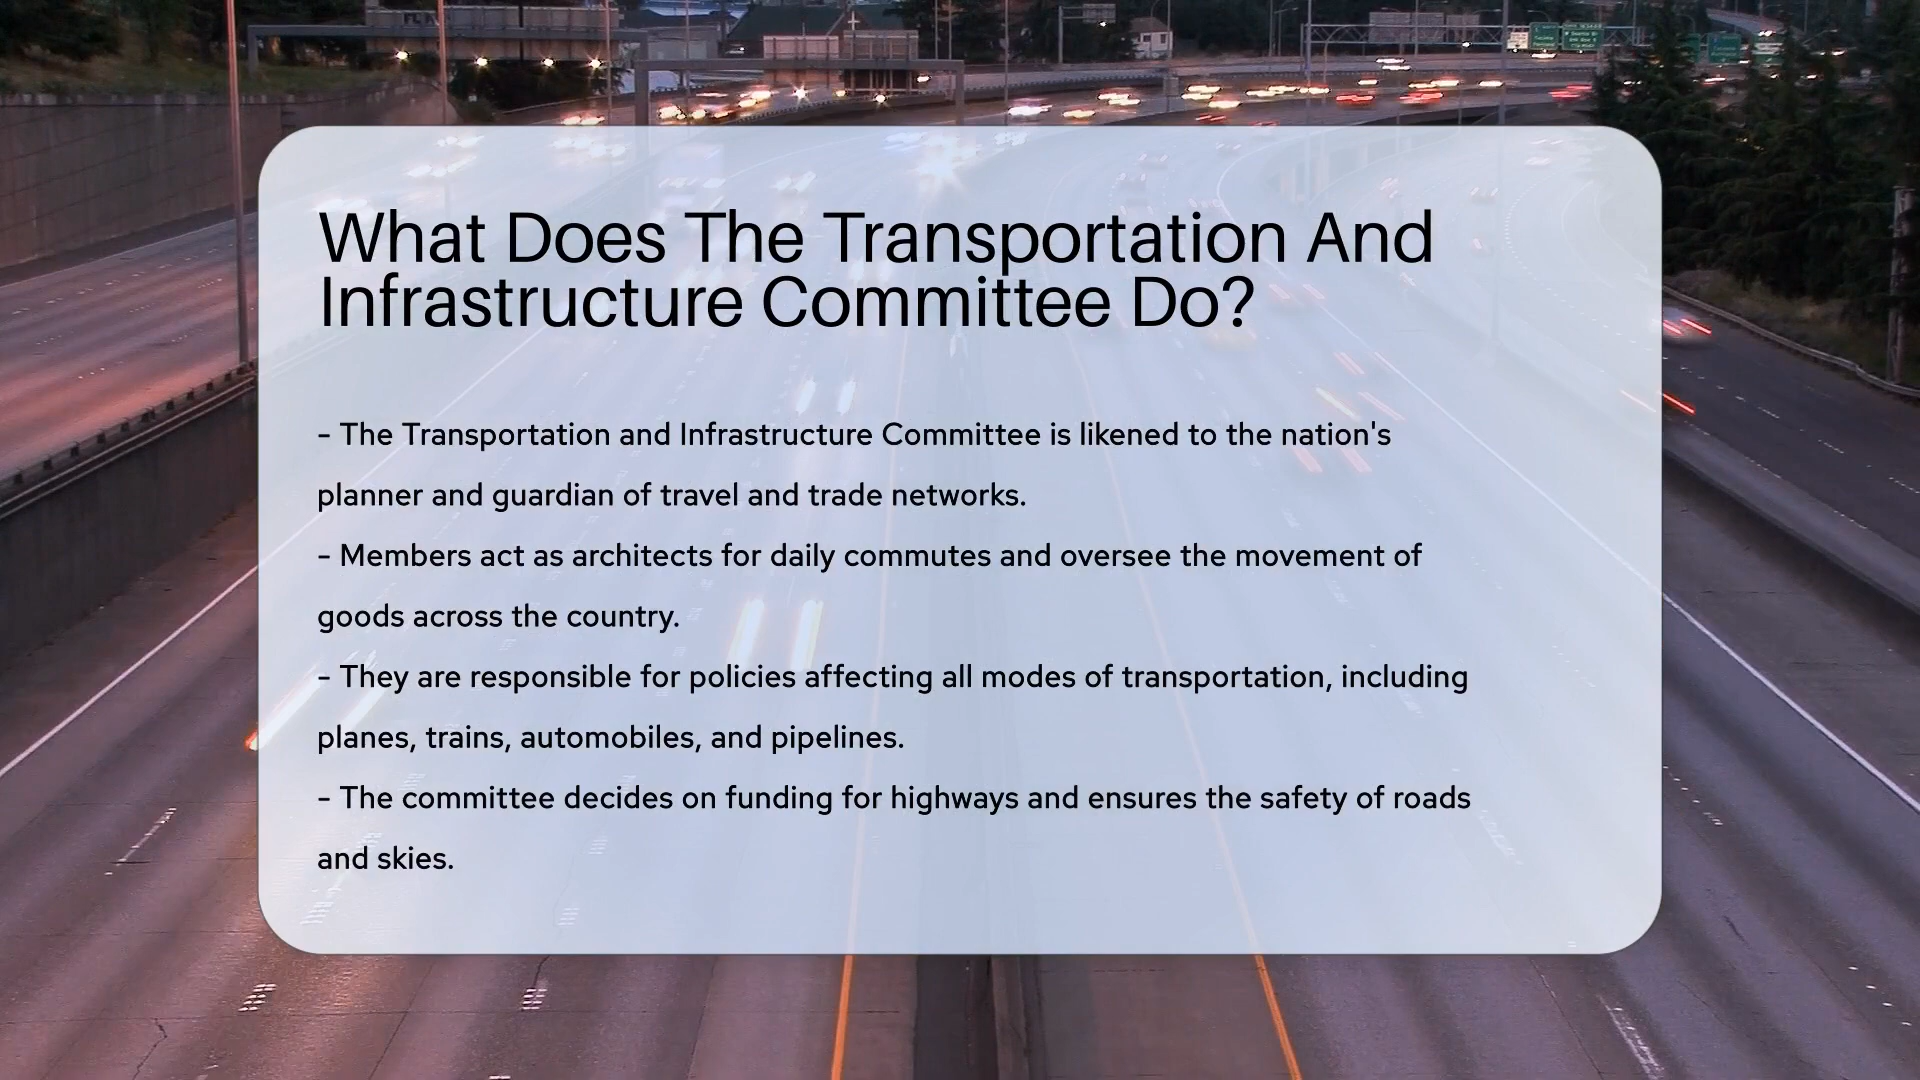 What Does The Transportation And
Infrastructure Committee Do?
- The Transportation and Infrastructure Committee is likened to the nation's
planner and guardian of travel and trade networks.
- Members act as architects for daily commutes and oversee the movement of
goods across the country.
- They are responsible for policies affecting all modes of transportation, including
planes, trains, automobiles, and pipelines.
- The committee decides on funding for highways and ensures the safety of roads
and skies.